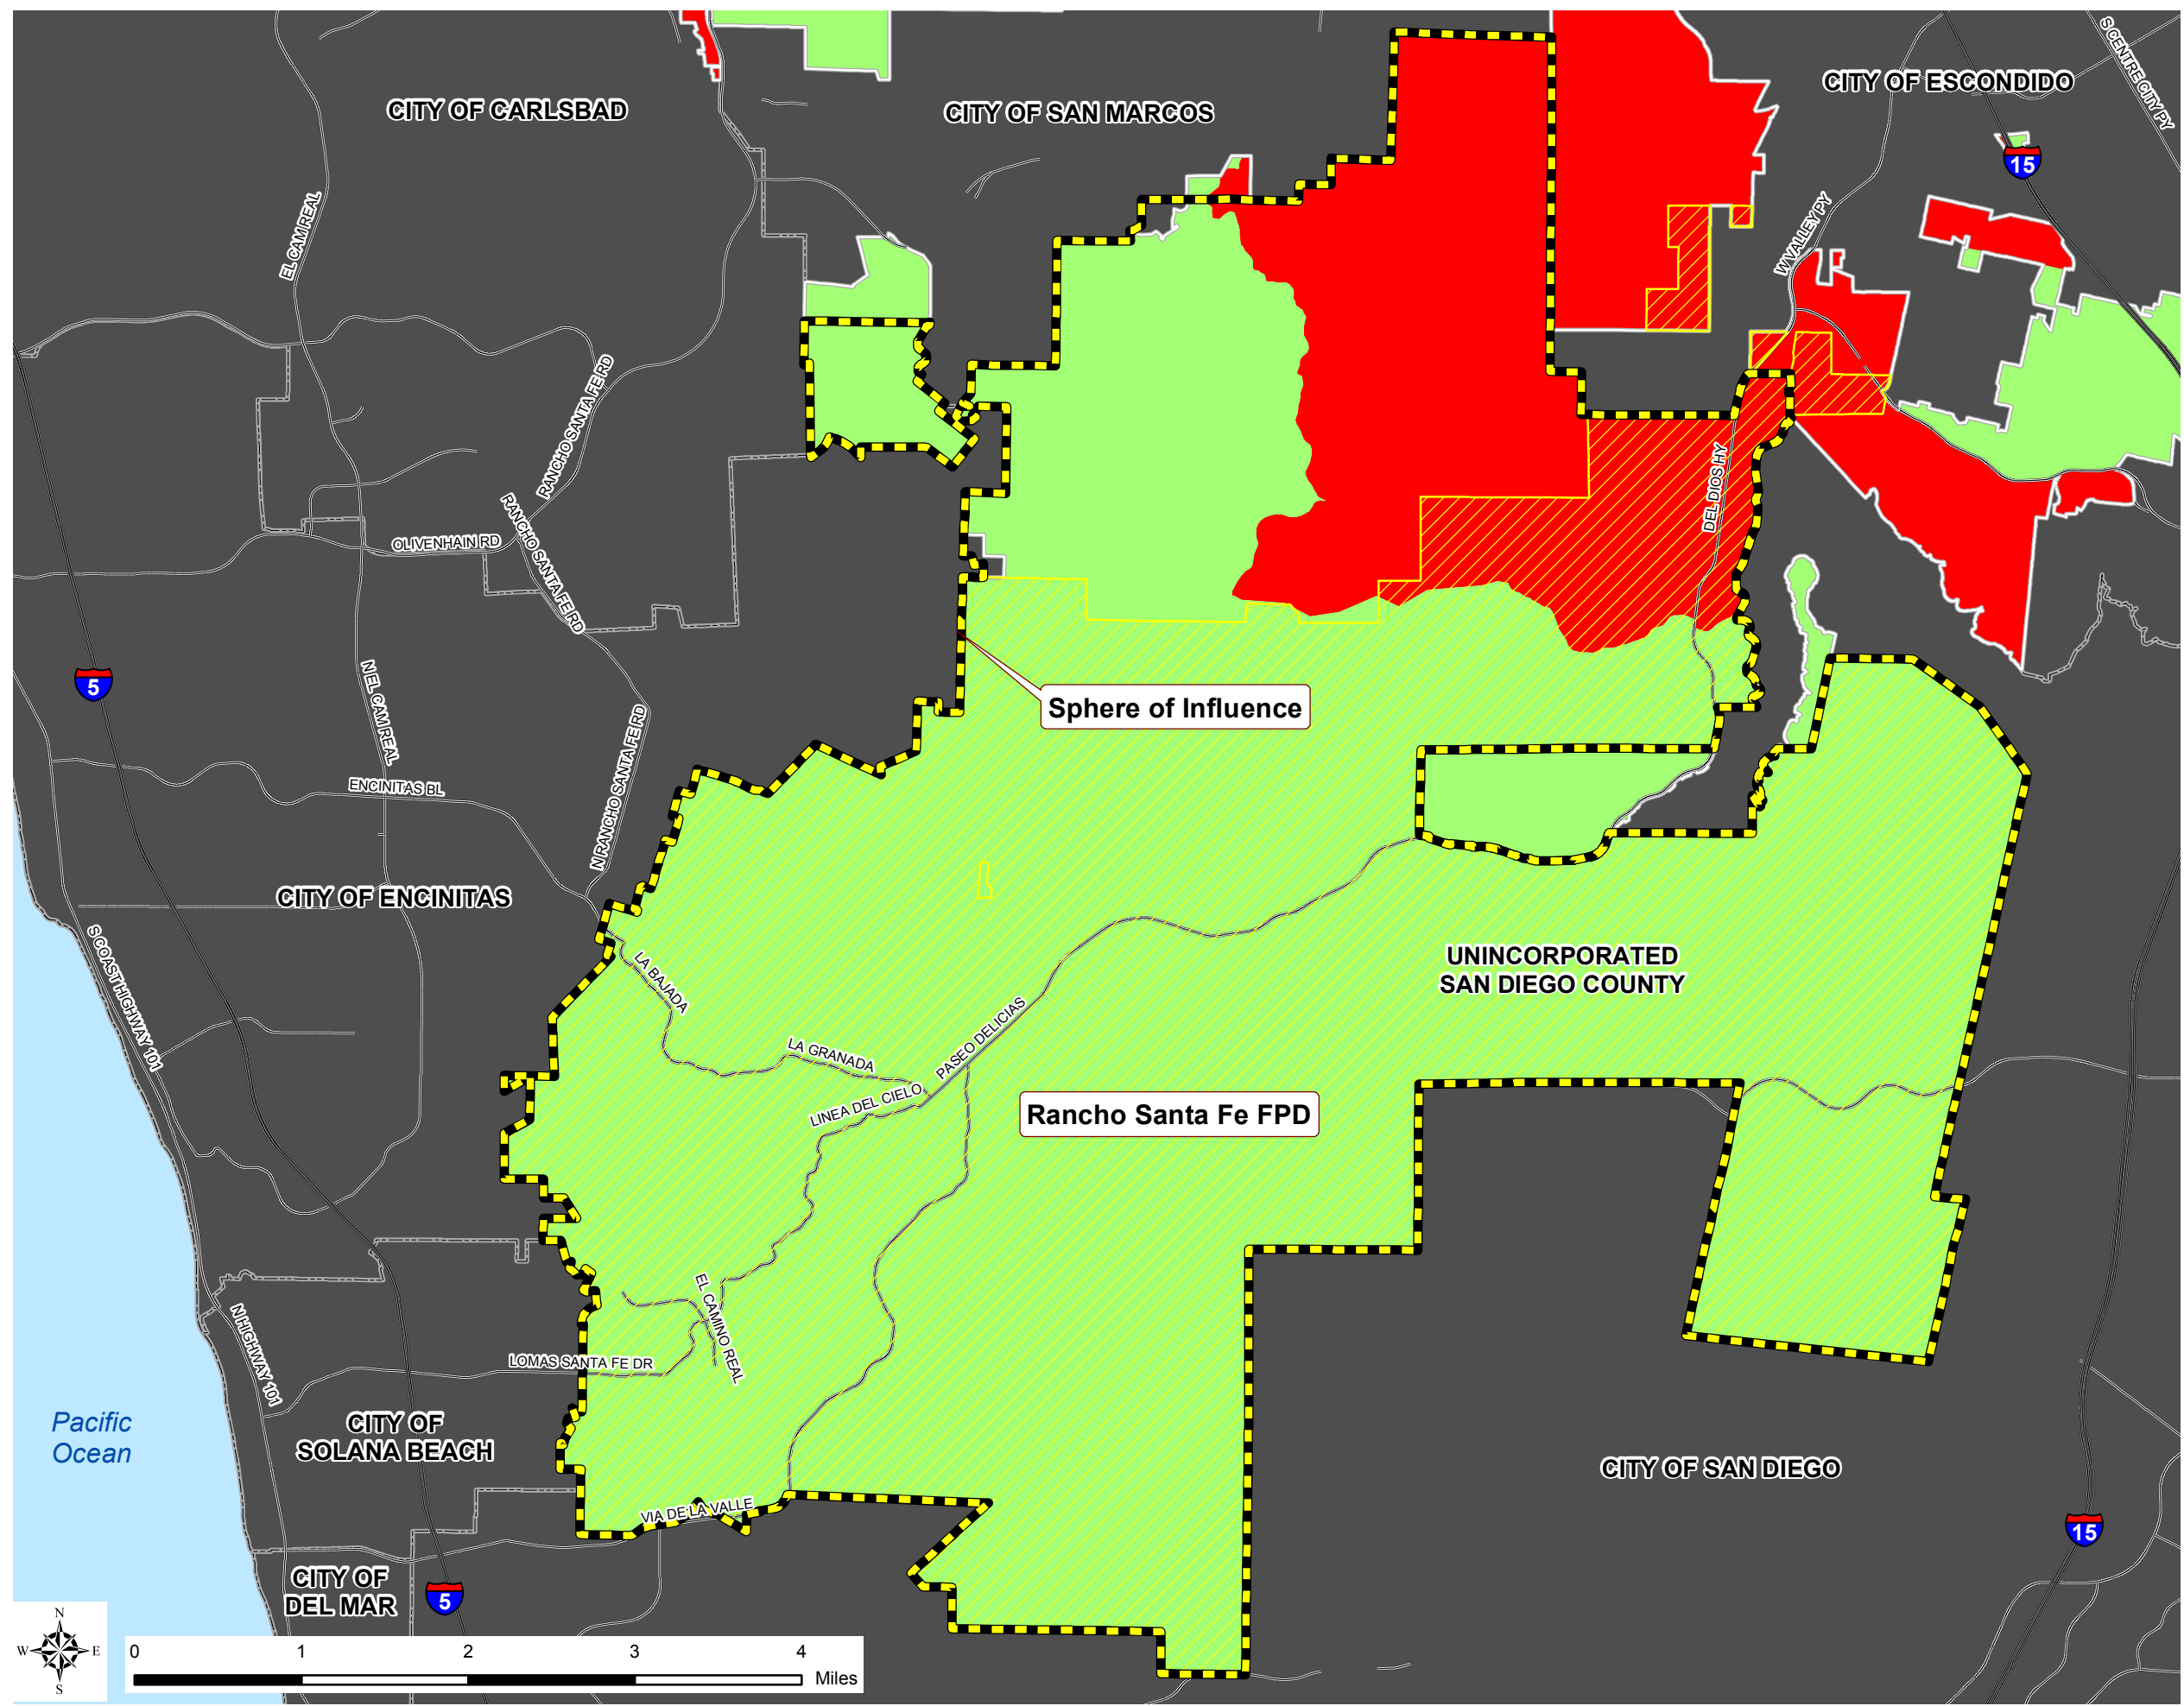 CITY OF CARLSBAD
CITY OF SAN MARCOS
CITY OF ESCONDIDO
S CENTRE CITY PY
15
EL CAM REAL
W VALLEY PY
RANCHO SANTA FE RD
DEL DIOS HY
OLIVENHAIN RD
RANCHO SANTA FE RD
5
N EL CAM REAL
Sphere of Influence
N RANCHO SANTA FE RD
ENCINITAS BL
CITY OF ENCINITAS
S COAST HIGHWAY 101
LA BAJADA
UNINCORPORATED
SAN DIEGO COUNTY
LA GRANADA
PASEO DELICIAS
LINEA DEL CIELO
Rancho Santa Fe FPD
EL CAMINO REAL
N HIGHWAY 101
LOMAS SANTA FE DR
Pacific
Ocean
CITY OF
SOLANA BEACH
CITY OF SAN DIEGO
VIA DE LA VALLE
15
CITY OF
DEL MAR
5
N
W E
S
0 1 2 3 4
Miles